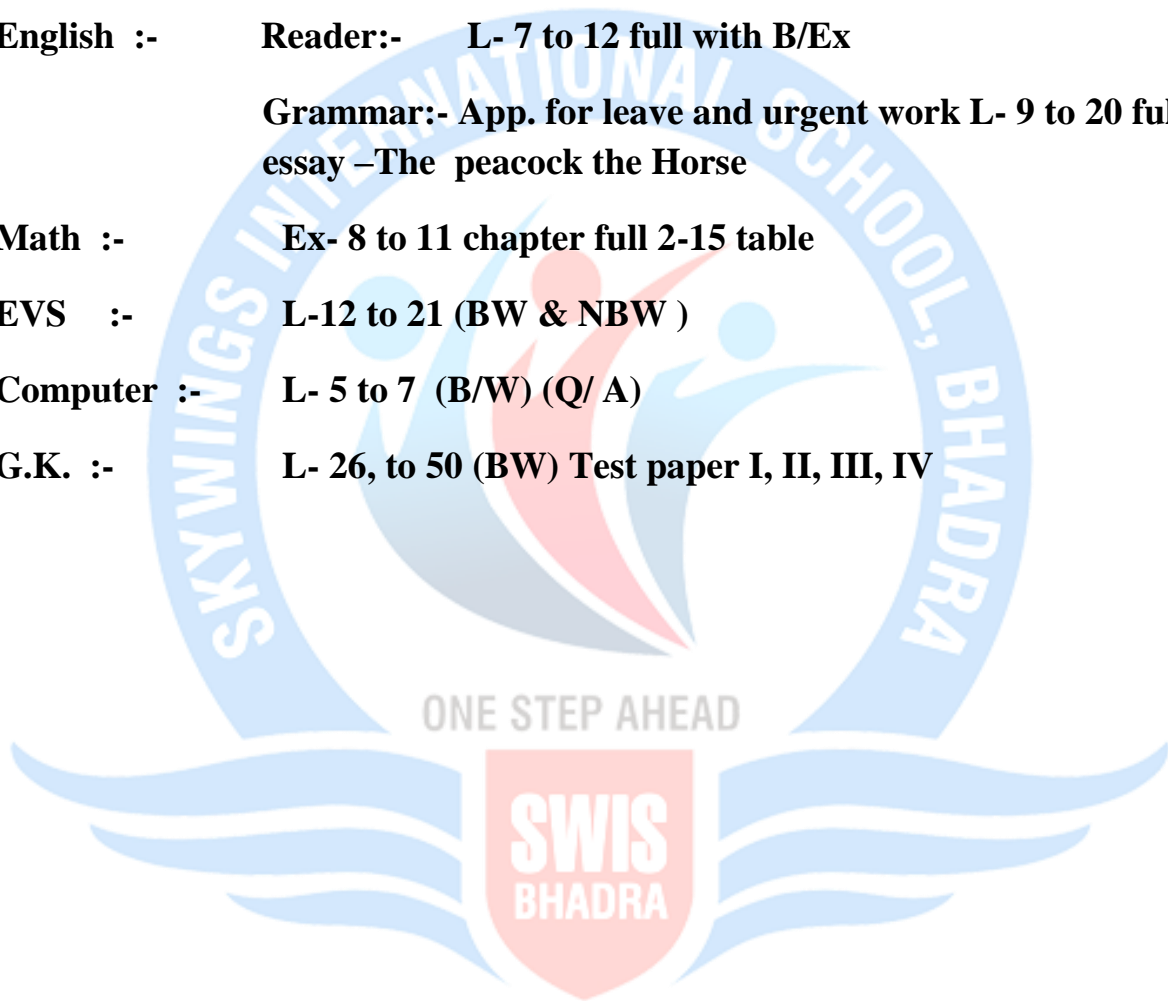 English :- Reader:- L- 7 to 12 full with B/Ex
Grammar:- App. for leave and urgent work L- 9 to 20 ful
essay –The peacock the Horse
Math :- Ex- 8 to 11 chapter full 2-15 table
EVS :- L-12 to 21 (BW & NBW )
Computer :- L- 5 to 7 (B/W) (Q/ A)
G.K. :- L- 26, to 50 (BW) Test paper I, II, III, IV
SKYWINGS INTERNATIONAL SCHOOL, BHADRA
ONE STEP AHEAD
SWIS
BHADRA